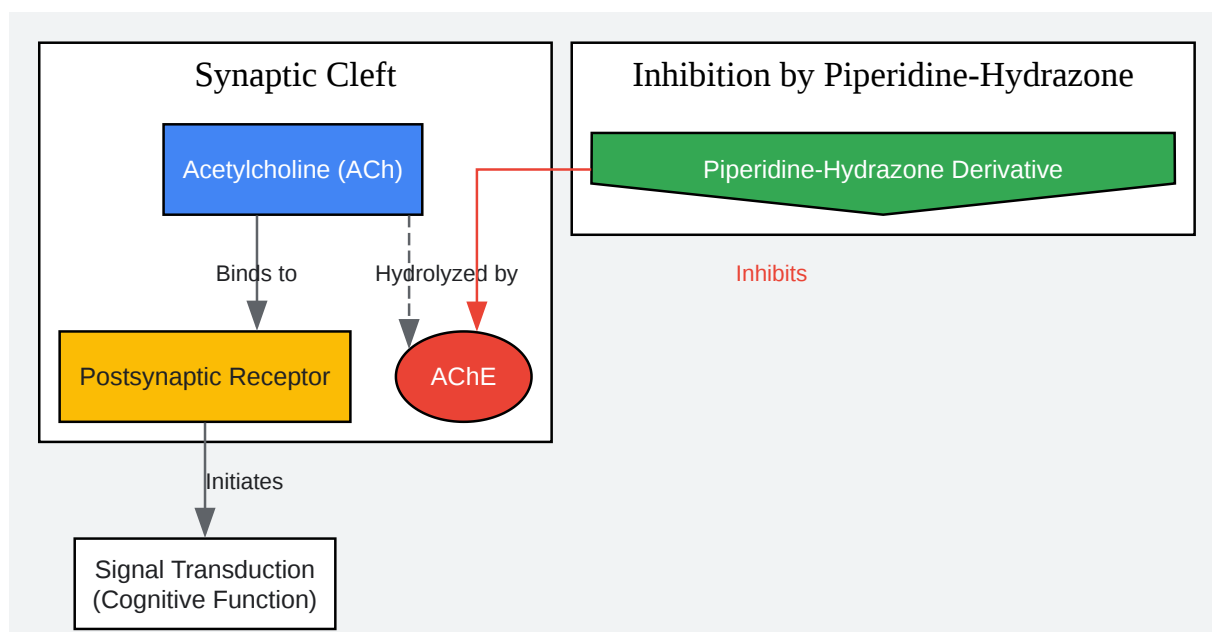 Synaptic Cleft
Inhibition by Piperidine-Hydrazone
Acetylcholine (ACh)
Piperidine-Hydrazone Derivative
Binds to
Hydrolyzed by
Inhibits
Postsynaptic Receptor
AChE
Initiates
Signal Transduction
(Cognitive Function)